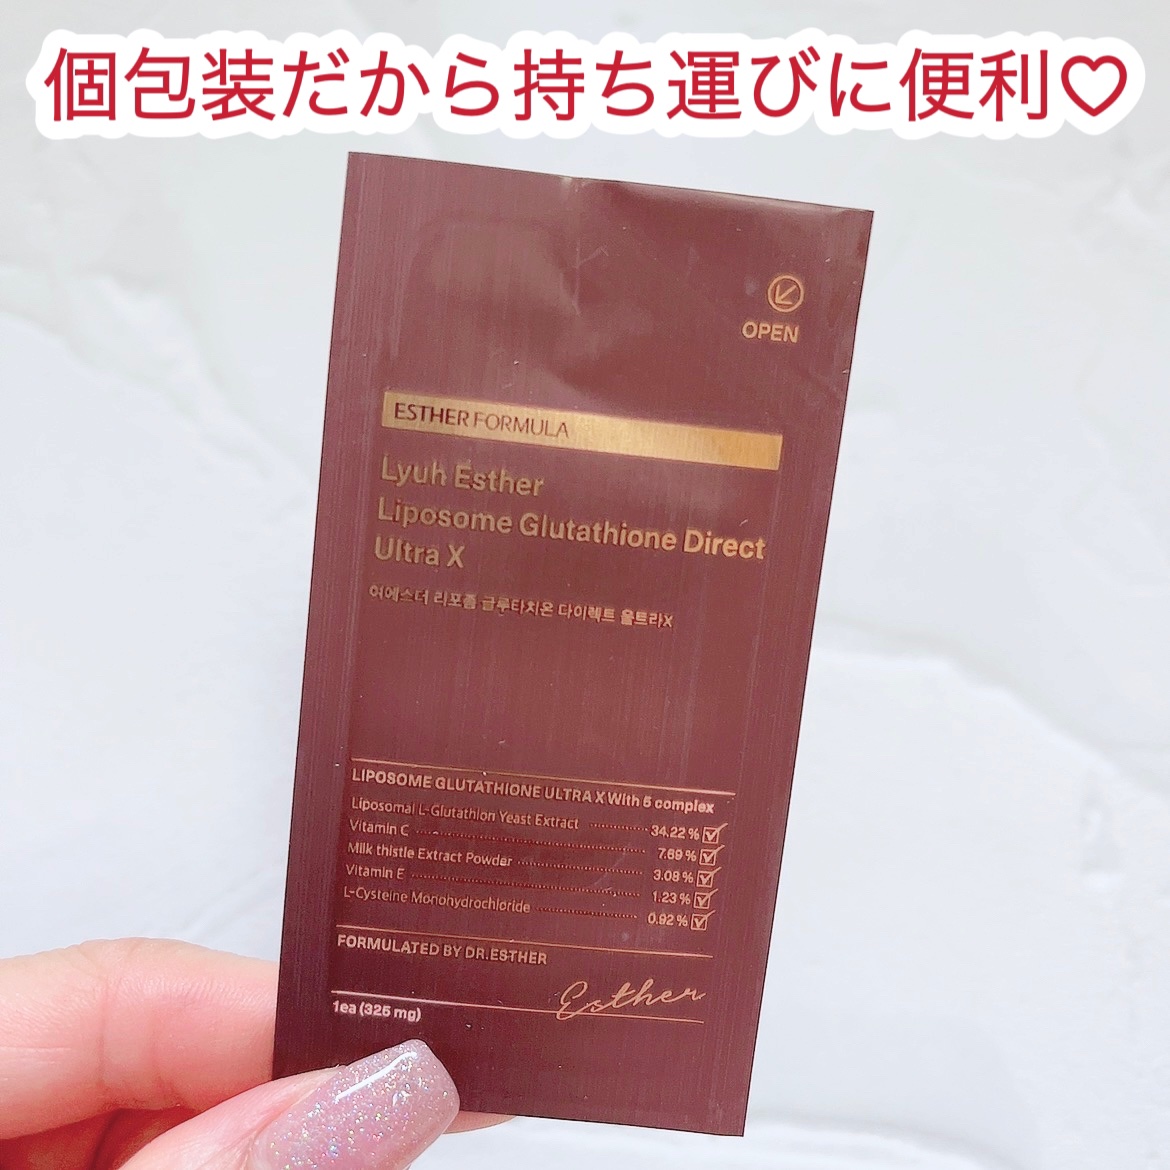 個包装だから持ち運びに便利♡
OPEN
ESTHER FORMULA
Lyuh Esther
Liposome Glutathione Direct
Ultra X
여에스더 리포좀 글루타치온 다이렉트 울트라X
LIPOSOME GLUTATHIONE ULTRA X With 5 complex
Liposomal L-Glutathion Yeast Extract 34.22 %
Vitamin C 7.69 %
Milk thistle Extract Powder 3.08 %
Vitamin E 1.23 %
L-Cysteine Monohydrochloride 0.92 %
FORMULATED BY DR.ESTHER
Esther
1ea (325 mg)